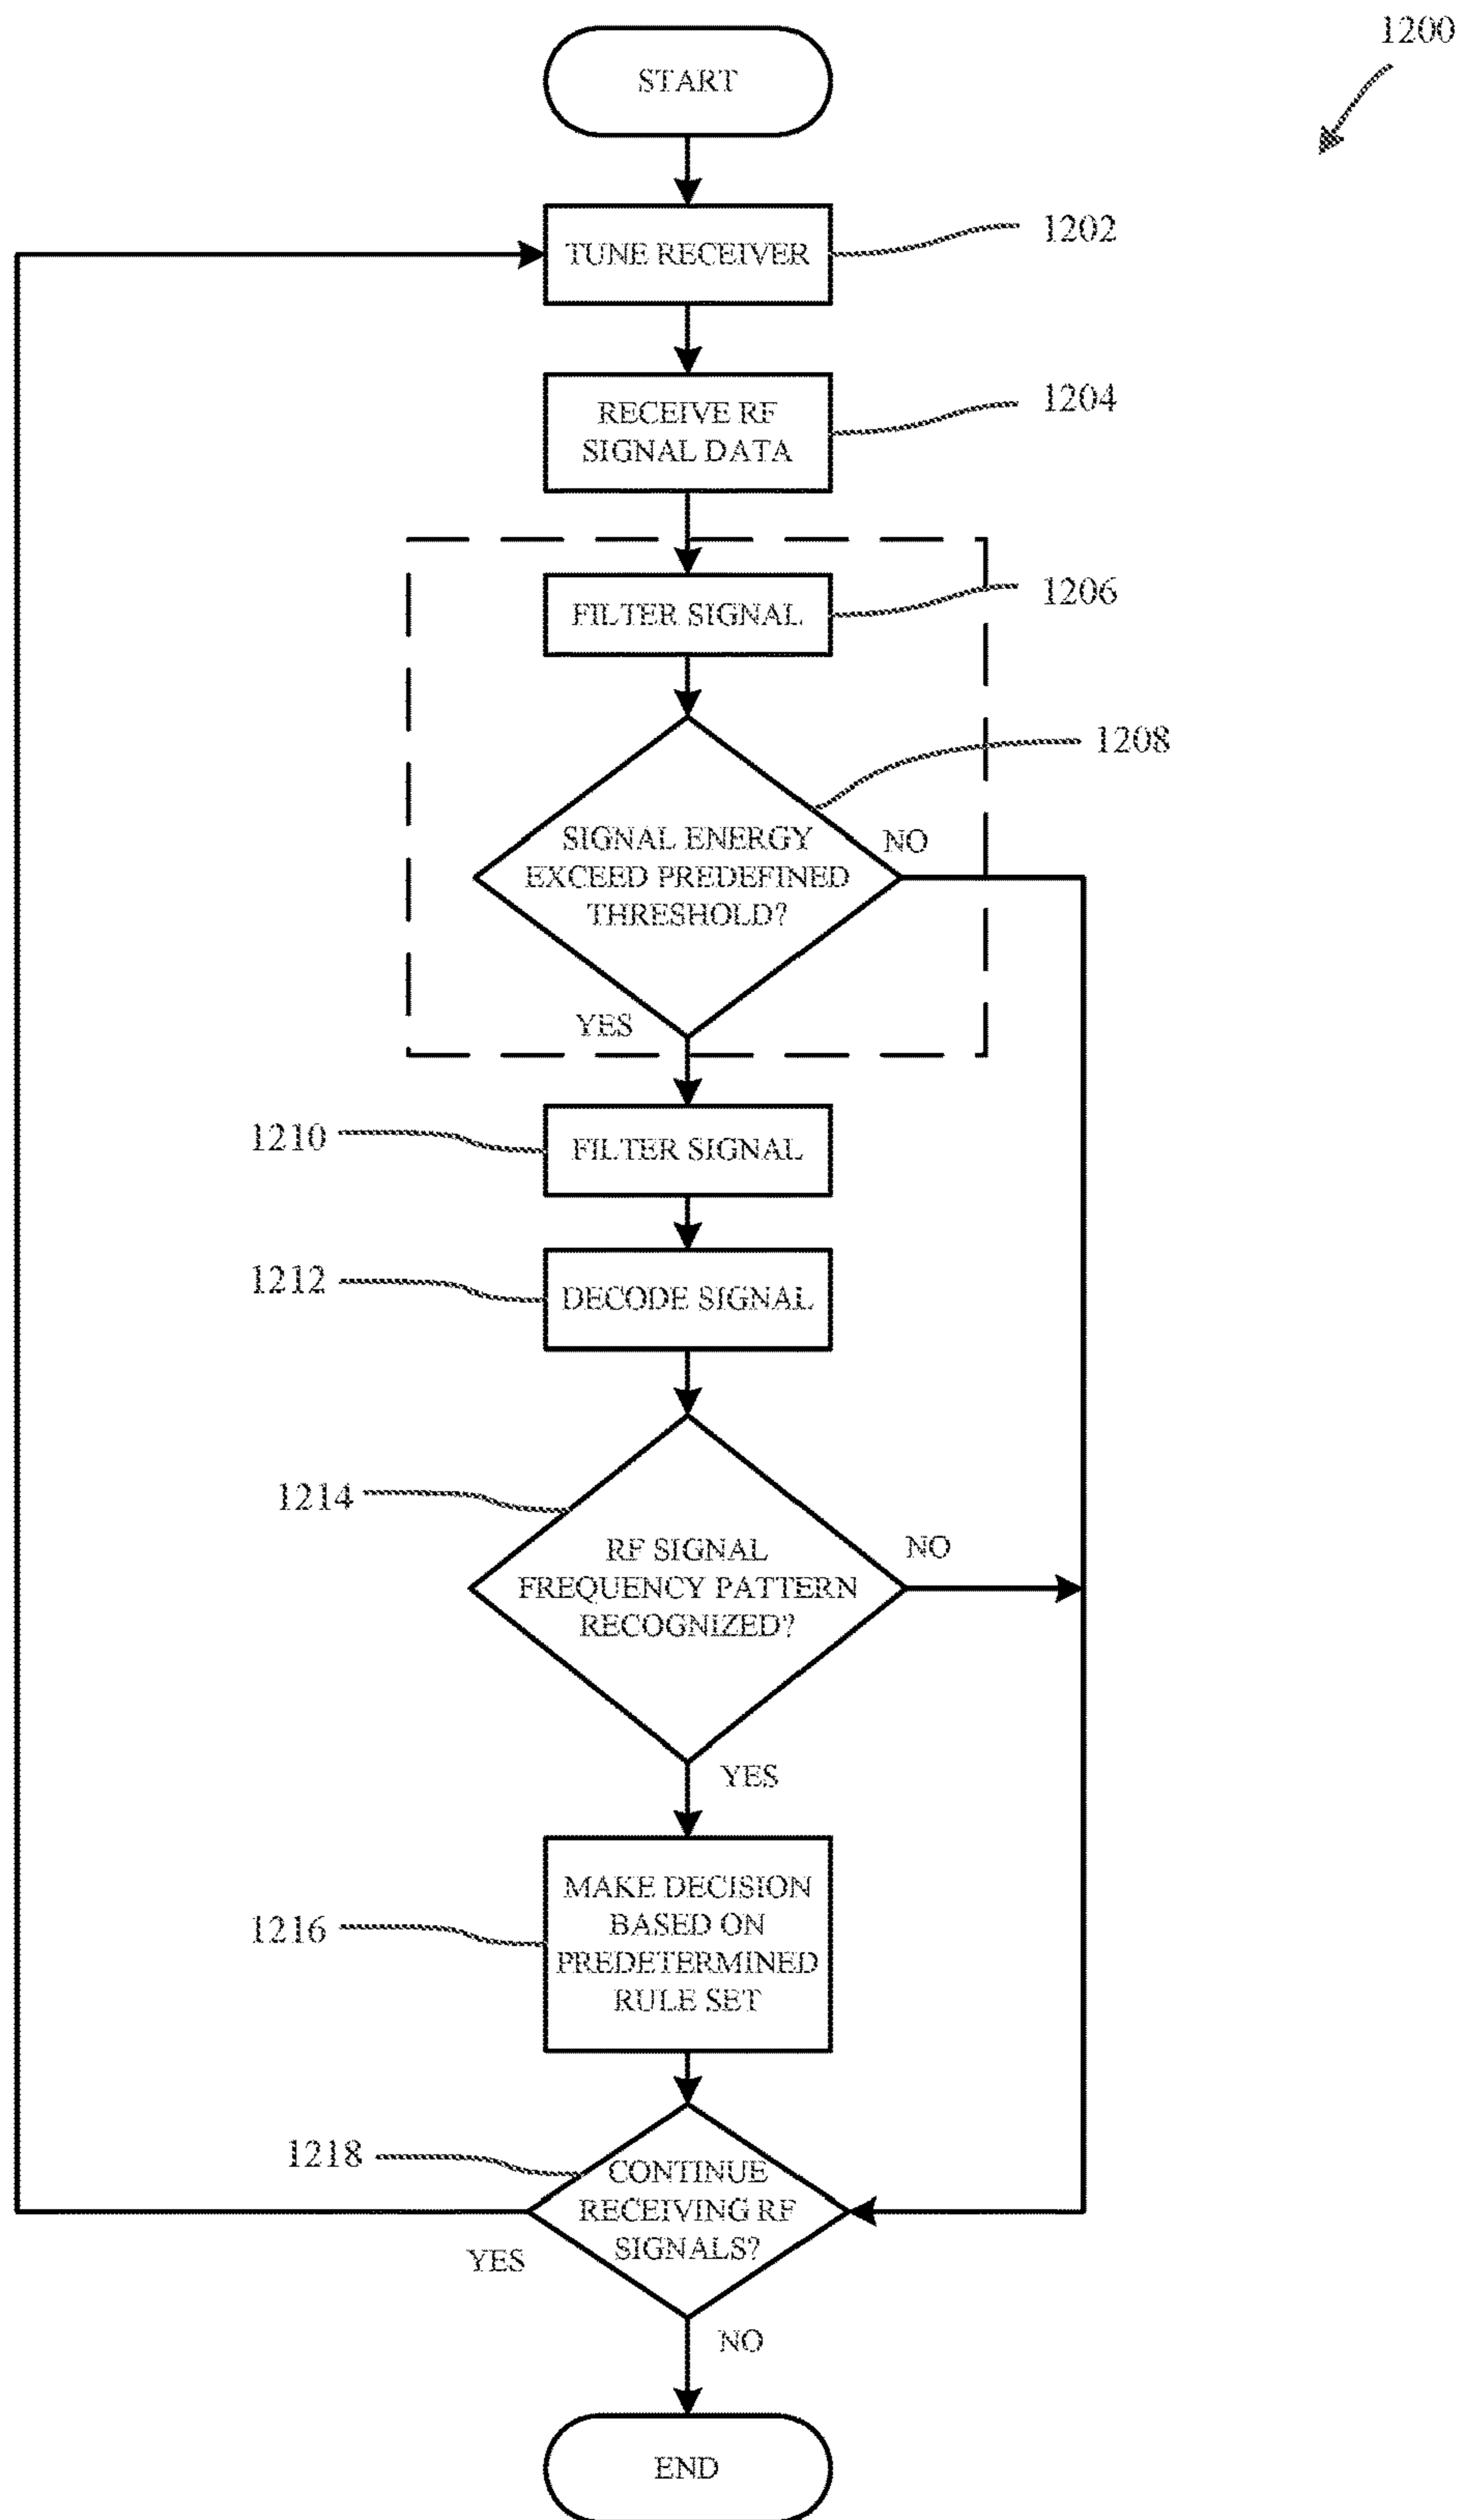 1200
START
TUNE RECEIVER
1202
RECEIVE RF
SIGNAL DATA
1204
FILTER SIGNAL
1206
1208
SIGNAL ENERGY
EXCEED PREDEFINED
THRESHOLD?
NO
YES
1210
FILTER SIGNAL
1212
DECODE SIGNAL
1214
RF SIGNAL
FREQUENCY PATTERN
RECOGNIZED?
NO
YES
1216
MAKE DECISION
BASED ON
PREDETERMINED
RULE SET
1218
CONTINUE
RECEIVING RF
SIGNALS?
YES
NO
END